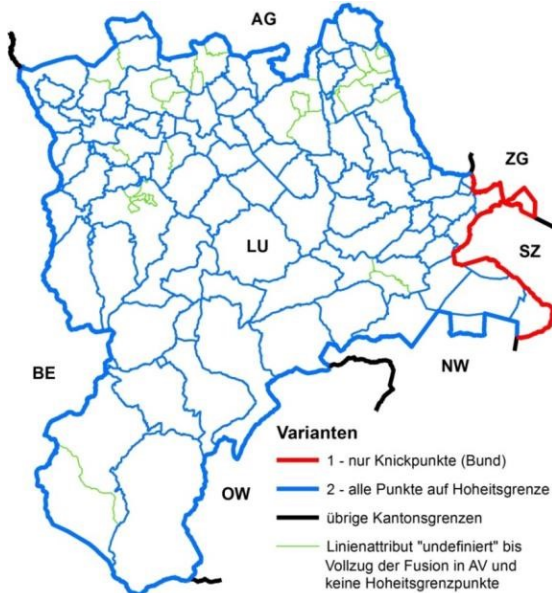 AG
ZG
SZ
LU
BE
NW
OW
Varianten
1 - nur Knickpunkte (Bund)
2 - alle Punkte auf Hoheitsgrenze
übrige Kantonsgrenzen
Linienattribut "undefiniert" bis
Vollzug der Fusion in AV und
keine Hoheitsgrenzpunkte